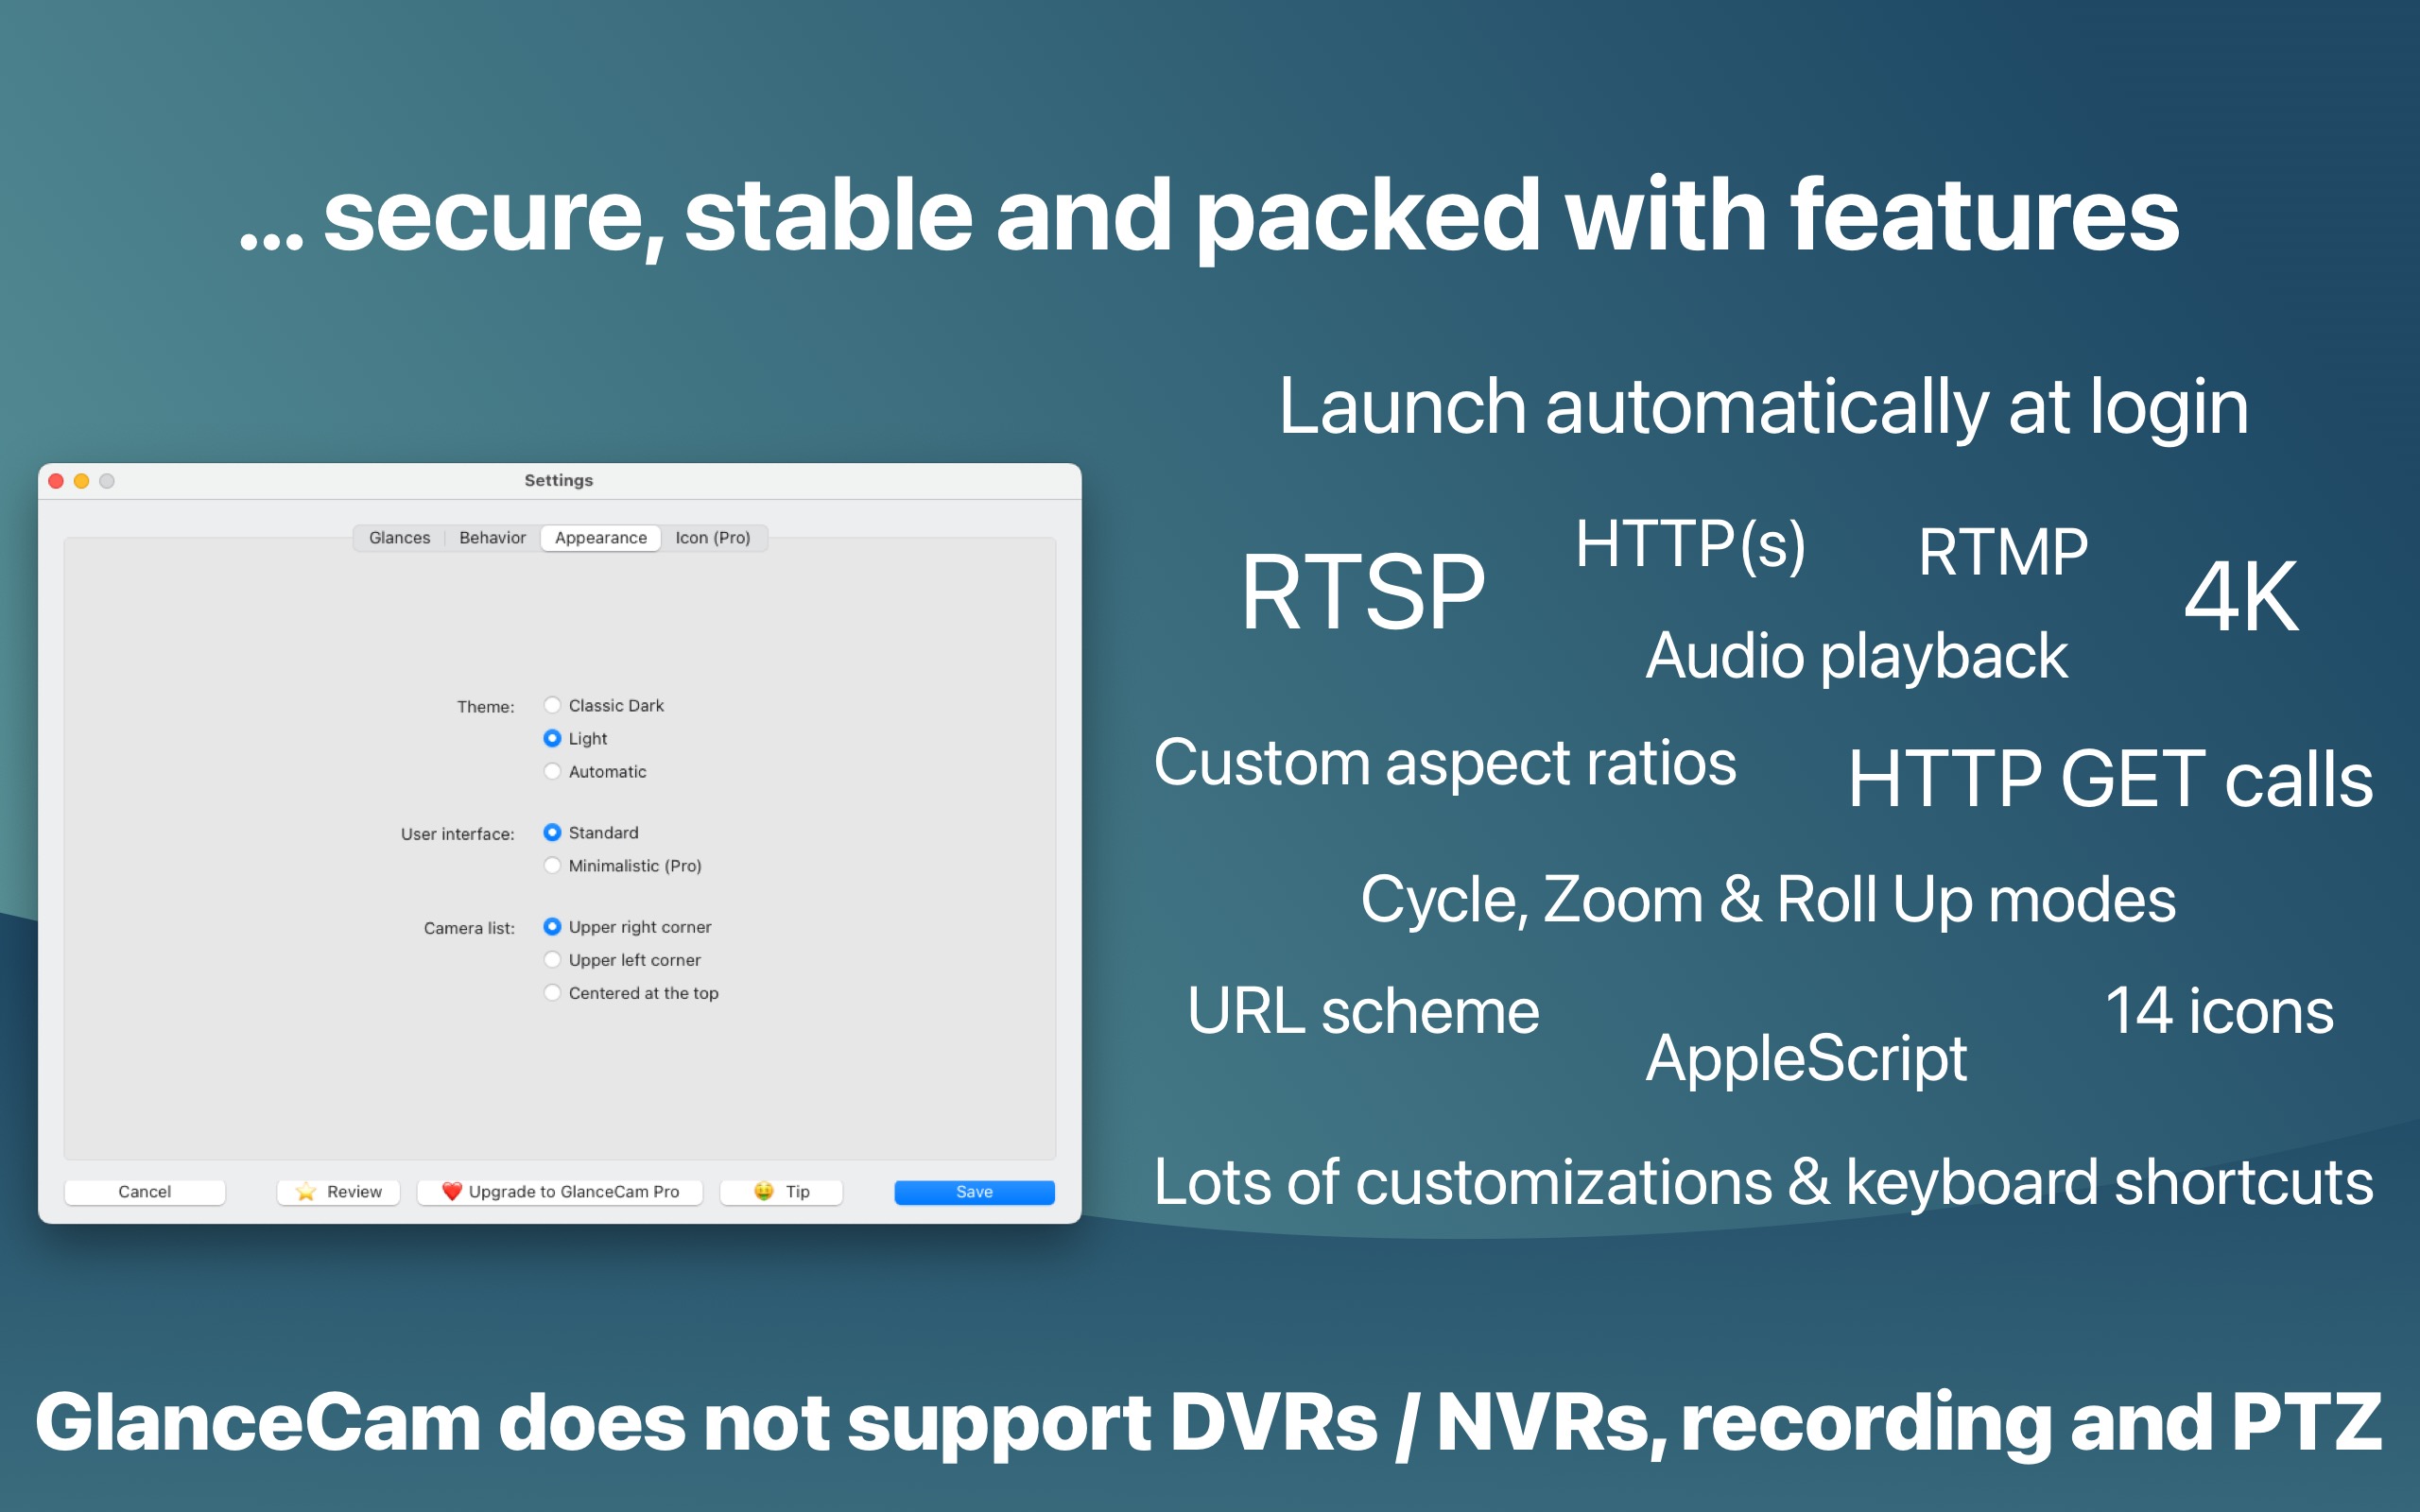 ... secure, stable and packed with features
Launch automatically at login
RTSP
HTTP(s)
RTMP
4K
Audio playback
Custom aspect ratios
HTTP GET calls
Cycle, Zoom & Roll Up modes
URL scheme
AppleScript
14 icons
Lots of customizations & keyboard shortcuts
Settings
Glances Behavior Appearance Icon (Pro)
Theme: Classic Dark
Light
Automatic
User interface: Standard
Minimalistic (Pro)
Camera list: Upper right corner
Upper left corner
Centered at the top
Cancel Review Upgrade to GlanceCam Pro Tip Save
GlanceCam does not support DVRs / NVRs, recording and PTZ